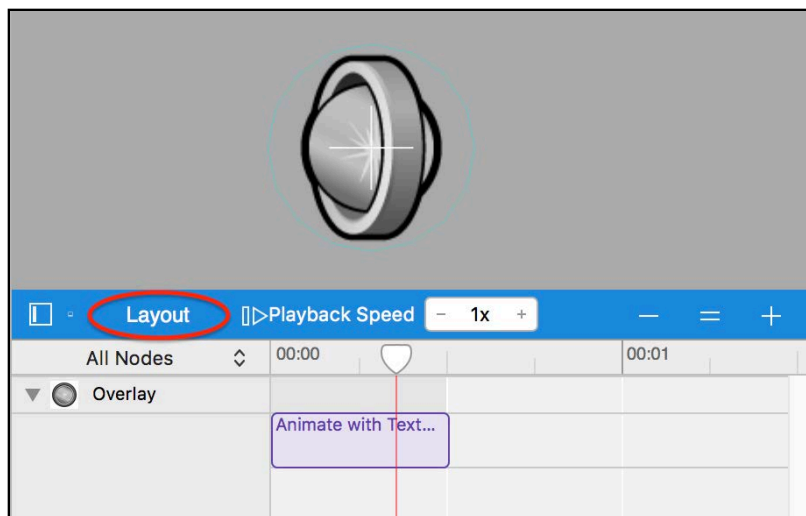 Layout
Playback Speed
− 1x +
All Nodes
00:00
00:01
Overlay
Animate with Text...